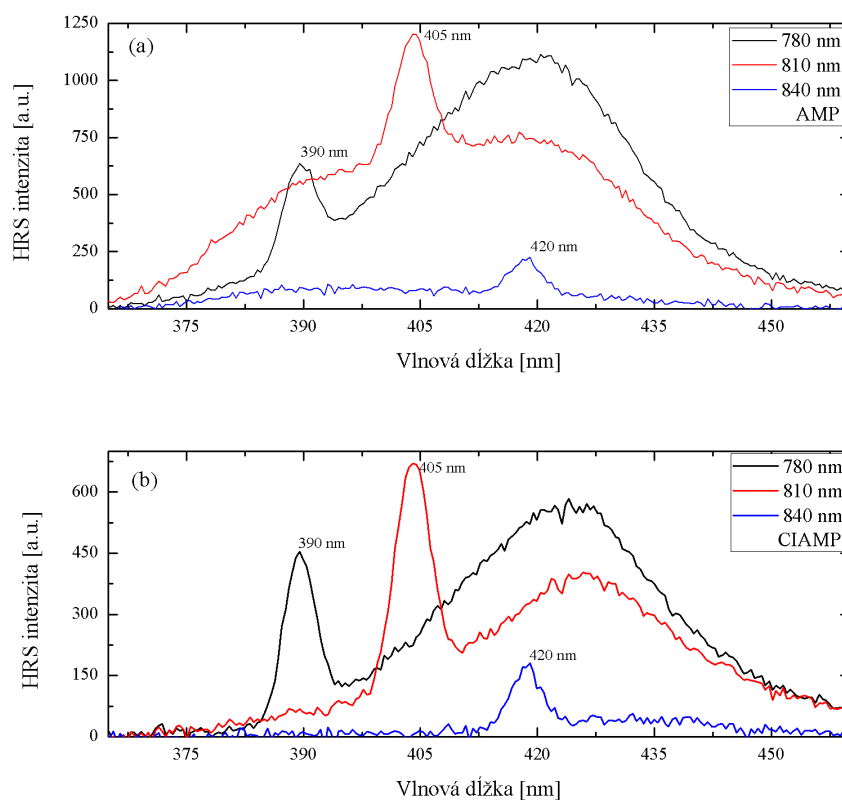 (a)
405 nm
390 nm
420 nm
780 nm
810 nm
840 nm
AMP
HRS intenzita [a.u.]
1250
1000
750
500
250
0
375 390 405 420 435 450
Vlnová dĺžka [nm]
(b)
405 nm
390 nm
420 nm
780 nm
810 nm
840 nm
ClAMP
HRS intenzita [a.u.]
600
450
300
150
0
375 390 405 420 435 450
Vlnová dĺžka [nm]